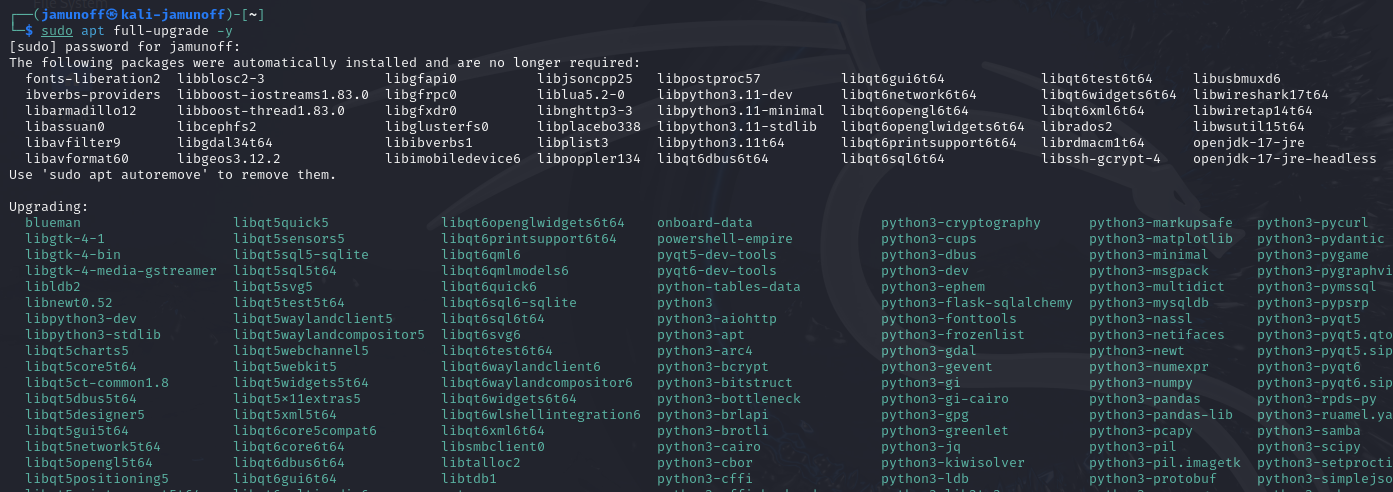 ┌──(jamunoff㉿kali-jamunoff)-[~]
└─$ sudo apt full-upgrade -y
[sudo] password for jamunoff:
The following packages were automatically installed and are no longer required:
fonts-liberation2 libblosc2-3 libgfapi0 libjsoncpp25 libpostproc57 libqt6gui6t64 libqt6test6t64 libusbmuxd6
ibverbs-providers libboost-iostreams1.83.0 libgfrpc0 liblua5.2-0 libpython3.11-dev libqt6network6t64 libqt6widgets6t64 libwireshark17t64
libarmadillo12 libboost-thread1.83.0 libgfxdr0 libnghttp3-3 libpython3.11-minimal libqt6opengl6t64 libqt6xml6t64 libwiretap14t64
libassuan0 libcephfs2 libglusterfs0 libplacebo338 libpython3.11-stdlib libqt6openglwidgets6t64 librados2 libwsutil15t64
libavfilter9 libgdal34t64 libibverbs1 libplist3 libpython3.11t64 libqt6printsupport6t64 librdmacm1t64 openjdk-17-jre
libavformat60 libgeos3.12.2 libimobiledevice6 libpoppler134 libqt6dbus6t64 libqt6sql6t64 libssh-gcrypt-4 openjdk-17-jre-headless
Use 'sudo apt autoremove' to remove them.
Upgrading:
blueman libqt5quick5 libqt6openglwidgets6t64 onboard-data python3-cryptography python3-markupsafe python3-pycurl
libgtk-4-1 libqt5sensors5 libqt6printsupport6t64 powershell-empire python3-cups python3-matplotlib python3-pydantic
libgtk-4-bin libqt5sql5-sqlite libqt6qml6 pyqt5-dev-tools python3-dbus python3-minimal python3-pygame
libgtk-4-media-gstreamer libqt5sql5t64 libqt6qmlmodels6 pyqt6-dev-tools python3-dev python3-msgpack python3-pygraphvi
libldb2 libqt5svg5 libqt6quick6 python-tables-data python3-ephem python3-multidict python3-pymssql
libnewt0.52 libqt5test5t64 libqt6sql6-sqlite python3 python3-flask-sqlalchemy python3-mysqldb python3-pypsrp
libpython3-dev libqt5waylandclient5 libqt6sql6t64 python3-aiohttp python3-fonttools python3-nassl python3-pyqt5
libpython3-stdlib libqt5waylandcompositor5 libqt6svg6 python3-apt python3-frozenlist python3-netifaces python3-pyqt5.qto
libqt5charts5 libqt5webchannel5 libqt6test6t64 python3-arc4 python3-gdal python3-newt python3-pyqt5.sip
libqt5core5t64 libqt5webkit5 libqt6waylandclient6 python3-bcrypt python3-gevent python3-numexpr python3-pyqt6
libqt5ct-common1.8 libqt5widgets5t64 libqt6waylandcompositor6 python3-bitstruct python3-gi python3-numpy python3-pyqt6.sip
libqt5dbus5t64 libqt5×11extras5 libqt6widgets6t64 python3-bottleneck python3-gi-cairo python3-pandas python3-rpds-py
libqt5designer5 libqt5xml5t64 libqt6wlshellintegration6 python3-brlapi python3-gpg python3-pandas-lib python3-ruamel.ya
libqt5gui5t64 libqt6core5compat6 libqt6xml6t64 python3-brotli python3-greenlet python3-pcapy python3-samba
libqt5network5t64 libqt6core6t64 libsmbclient0 python3-cairo python3-jq python3-pil python3-scipy
libqt5opengl5t64 libqt6dbus6t64 libtalloc2 python3-cbor python3-kiwisolver python3-pil.imagetk python3-setprocti
libqt5positioning5 libqt6gui6t64 libtdb1 python3-cffi python3-ldb python3-protobuf python3-simplejso